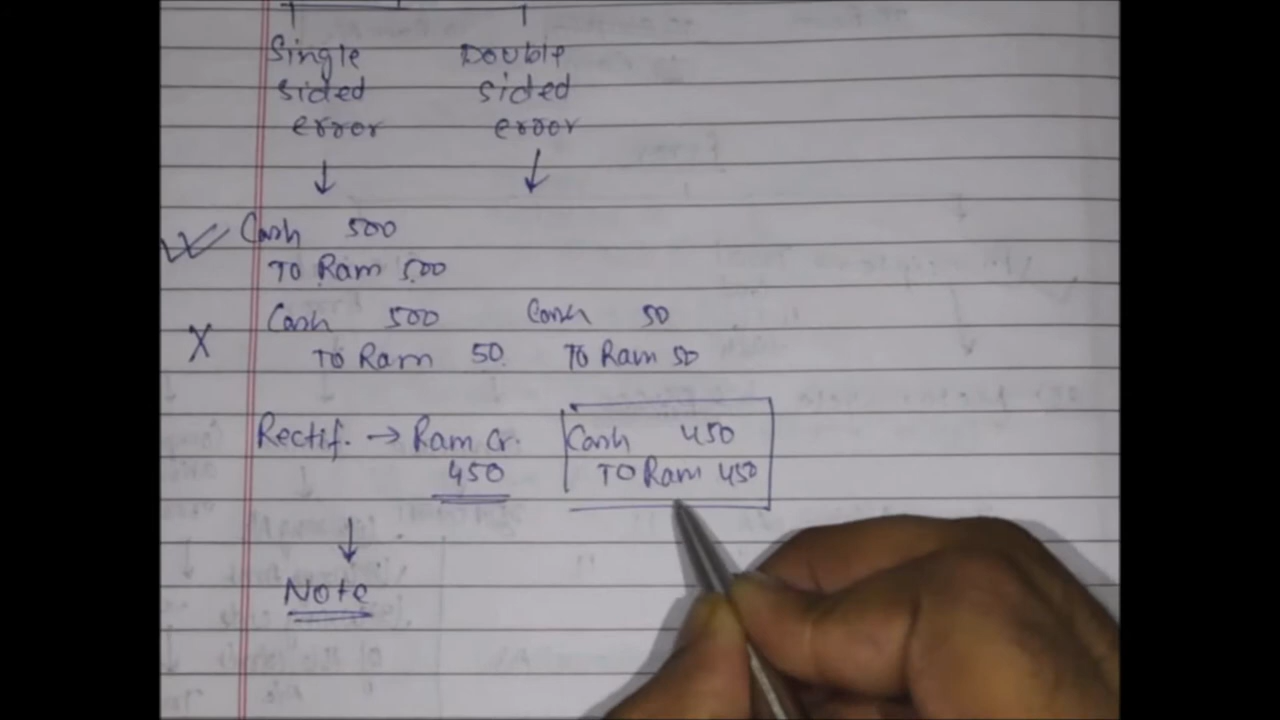 Single Double
sided sided
error error
Cash 500
TO Ram 500
Cash 500 Cash 50
X TO Ram 50 TO Ram 50
Rectif. → Ram Cr. Cash 450
450 TO Ram 450
Note